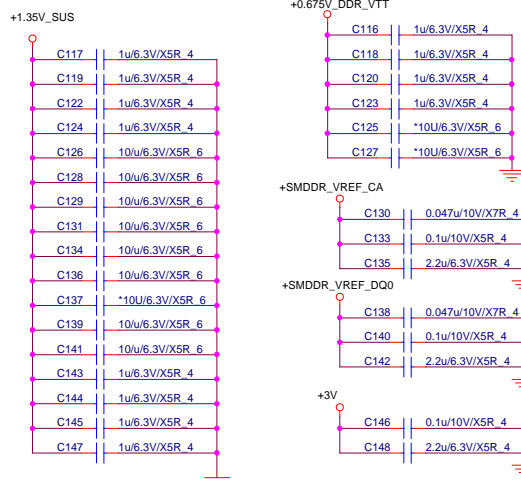 +1.35V_SUS
C117 1u/6.3V/X5R_4
C119 1u/6.3V/X5R_4
C122 1u/6.3V/X5R_4
C124 1u/6.3V/X5R_4
C126 10/u/6.3V/X5R_6
C128 10/u/6.3V/X5R_6
C129 10/u/6.3V/X5R_6
C131 10/u/6.3V/X5R_6
C134 10/u/6.3V/X5R_6
C136 10/u/6.3V/X5R_6
C137 *10U/6.3V/X5R_6
C139 10/u/6.3V/X5R_6
C141 10/u/6.3V/X5R_6
C143 1u/6.3V/X5R_4
C144 1u/6.3V/X5R_4
C145 1u/6.3V/X5R_4
C147 1u/6.3V/X5R_4
+0.675V_DDR_VTT
C116 1u/6.3V/X5R_4
C118 1u/6.3V/X5R_4
C120 1u/6.3V/X5R_4
C123 1u/6.3V/X5R_4
C125 *10U/6.3V/X5R_6
C127 *10U/6.3V/X5R_6
+SMDDR_VREF_CA
C130 0.047u/10V/X7R_4
C133 0.1u/10V/X5R_4
C135 2.2u/6.3V/X5R_4
+SMDDR_VREF_DQ0
C138 0.047u/10V/X7R_4
C140 0.1u/10V/X5R_4
C142 2.2u/6.3V/X5R_4
+3V
C146 0.1u/10V/X5R_4
C148 2.2u/6.3V/X5R_4